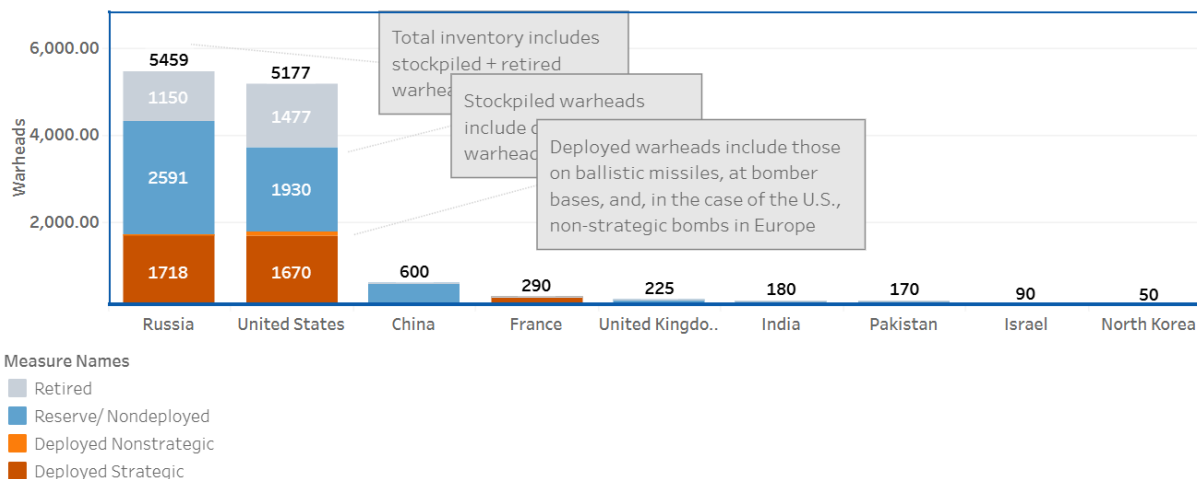 6,000.00
4,000.00
2,000.00
Warheads
5459
1150
2591
1718
5177
1477
1930
1670
600
290
225
180
170
90
50
Total inventory includes
stockpiled + retired
Stockpiled warheads
include
Deployed warheads include those
on ballistic missiles, at bomber
bases, and, in the case of the U.S.,
non-strategic bombs in Europe
Russia
United States
China
France
United Kingdo..
India
Pakistan
Israel
North Korea
Measure Names
Retired
Reserve/ Nondeployed
Deployed Nonstrategic
Deployed Strategic